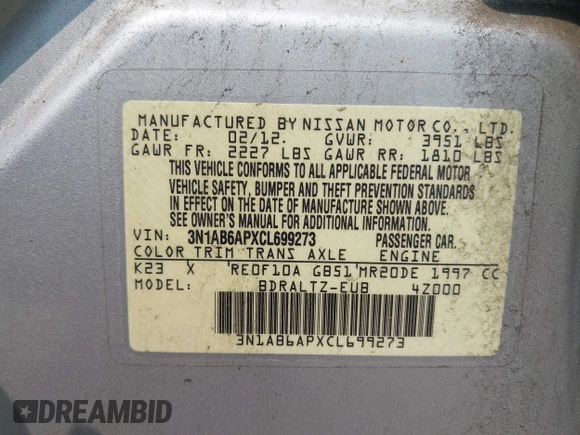 MANUFACTURED BY NISSAN MOTOR CO., LTD.
DATE: 02/12. GVWR: 3951 LBS
GAWR FR: 2227 LBS GAWR RR: 1810 LBS
THIS VEHICLE CONFORMS TO ALL APPLICABLE FEDERAL MOTOR
VEHICLE SAFETY, BUMPER AND THEFT PREVENTION STANDARDS
IN EFFECT ON THE DATE OF MANUFACTURE SHOWN ABOVE.
SEE OWNER'S MANUAL FOR ADDITIONAL INFORMATION.
VIN: 3N1AB6APXCL699273 PASSENGER CAR.
COLOR TRIM TRANS AXLE ENGINE
K23 X RE0F10A GB51 MR20DE 1997 CC
MODEL: BDRALTZ-EUB 4Z000
3N1AB6APXCL699273
DREAMBID